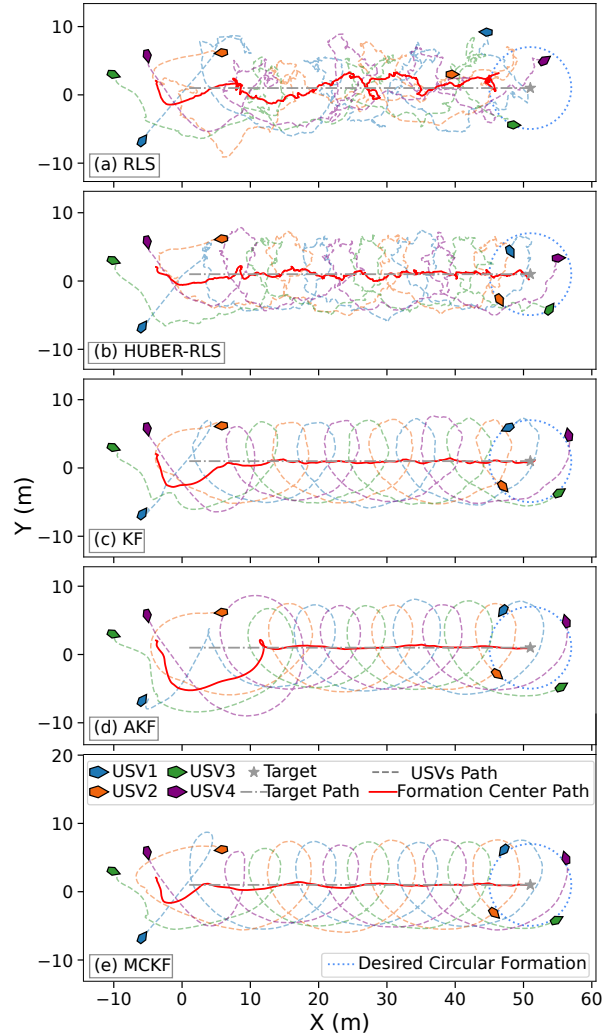 10
0
−10
(a) RLS
10
0
−10
(b) HUBER-RLS
10
0
−10
(c) KF
Y (m)
10
0
−10
(d) AKF
20
USV1 USV3 Target USVs Path
USV2 USV4 Target Path Formation Center Path
10
0
−10
(e) MCKF
Desired Circular Formation
−10 0 10 20 30 40 50 60
X (m)